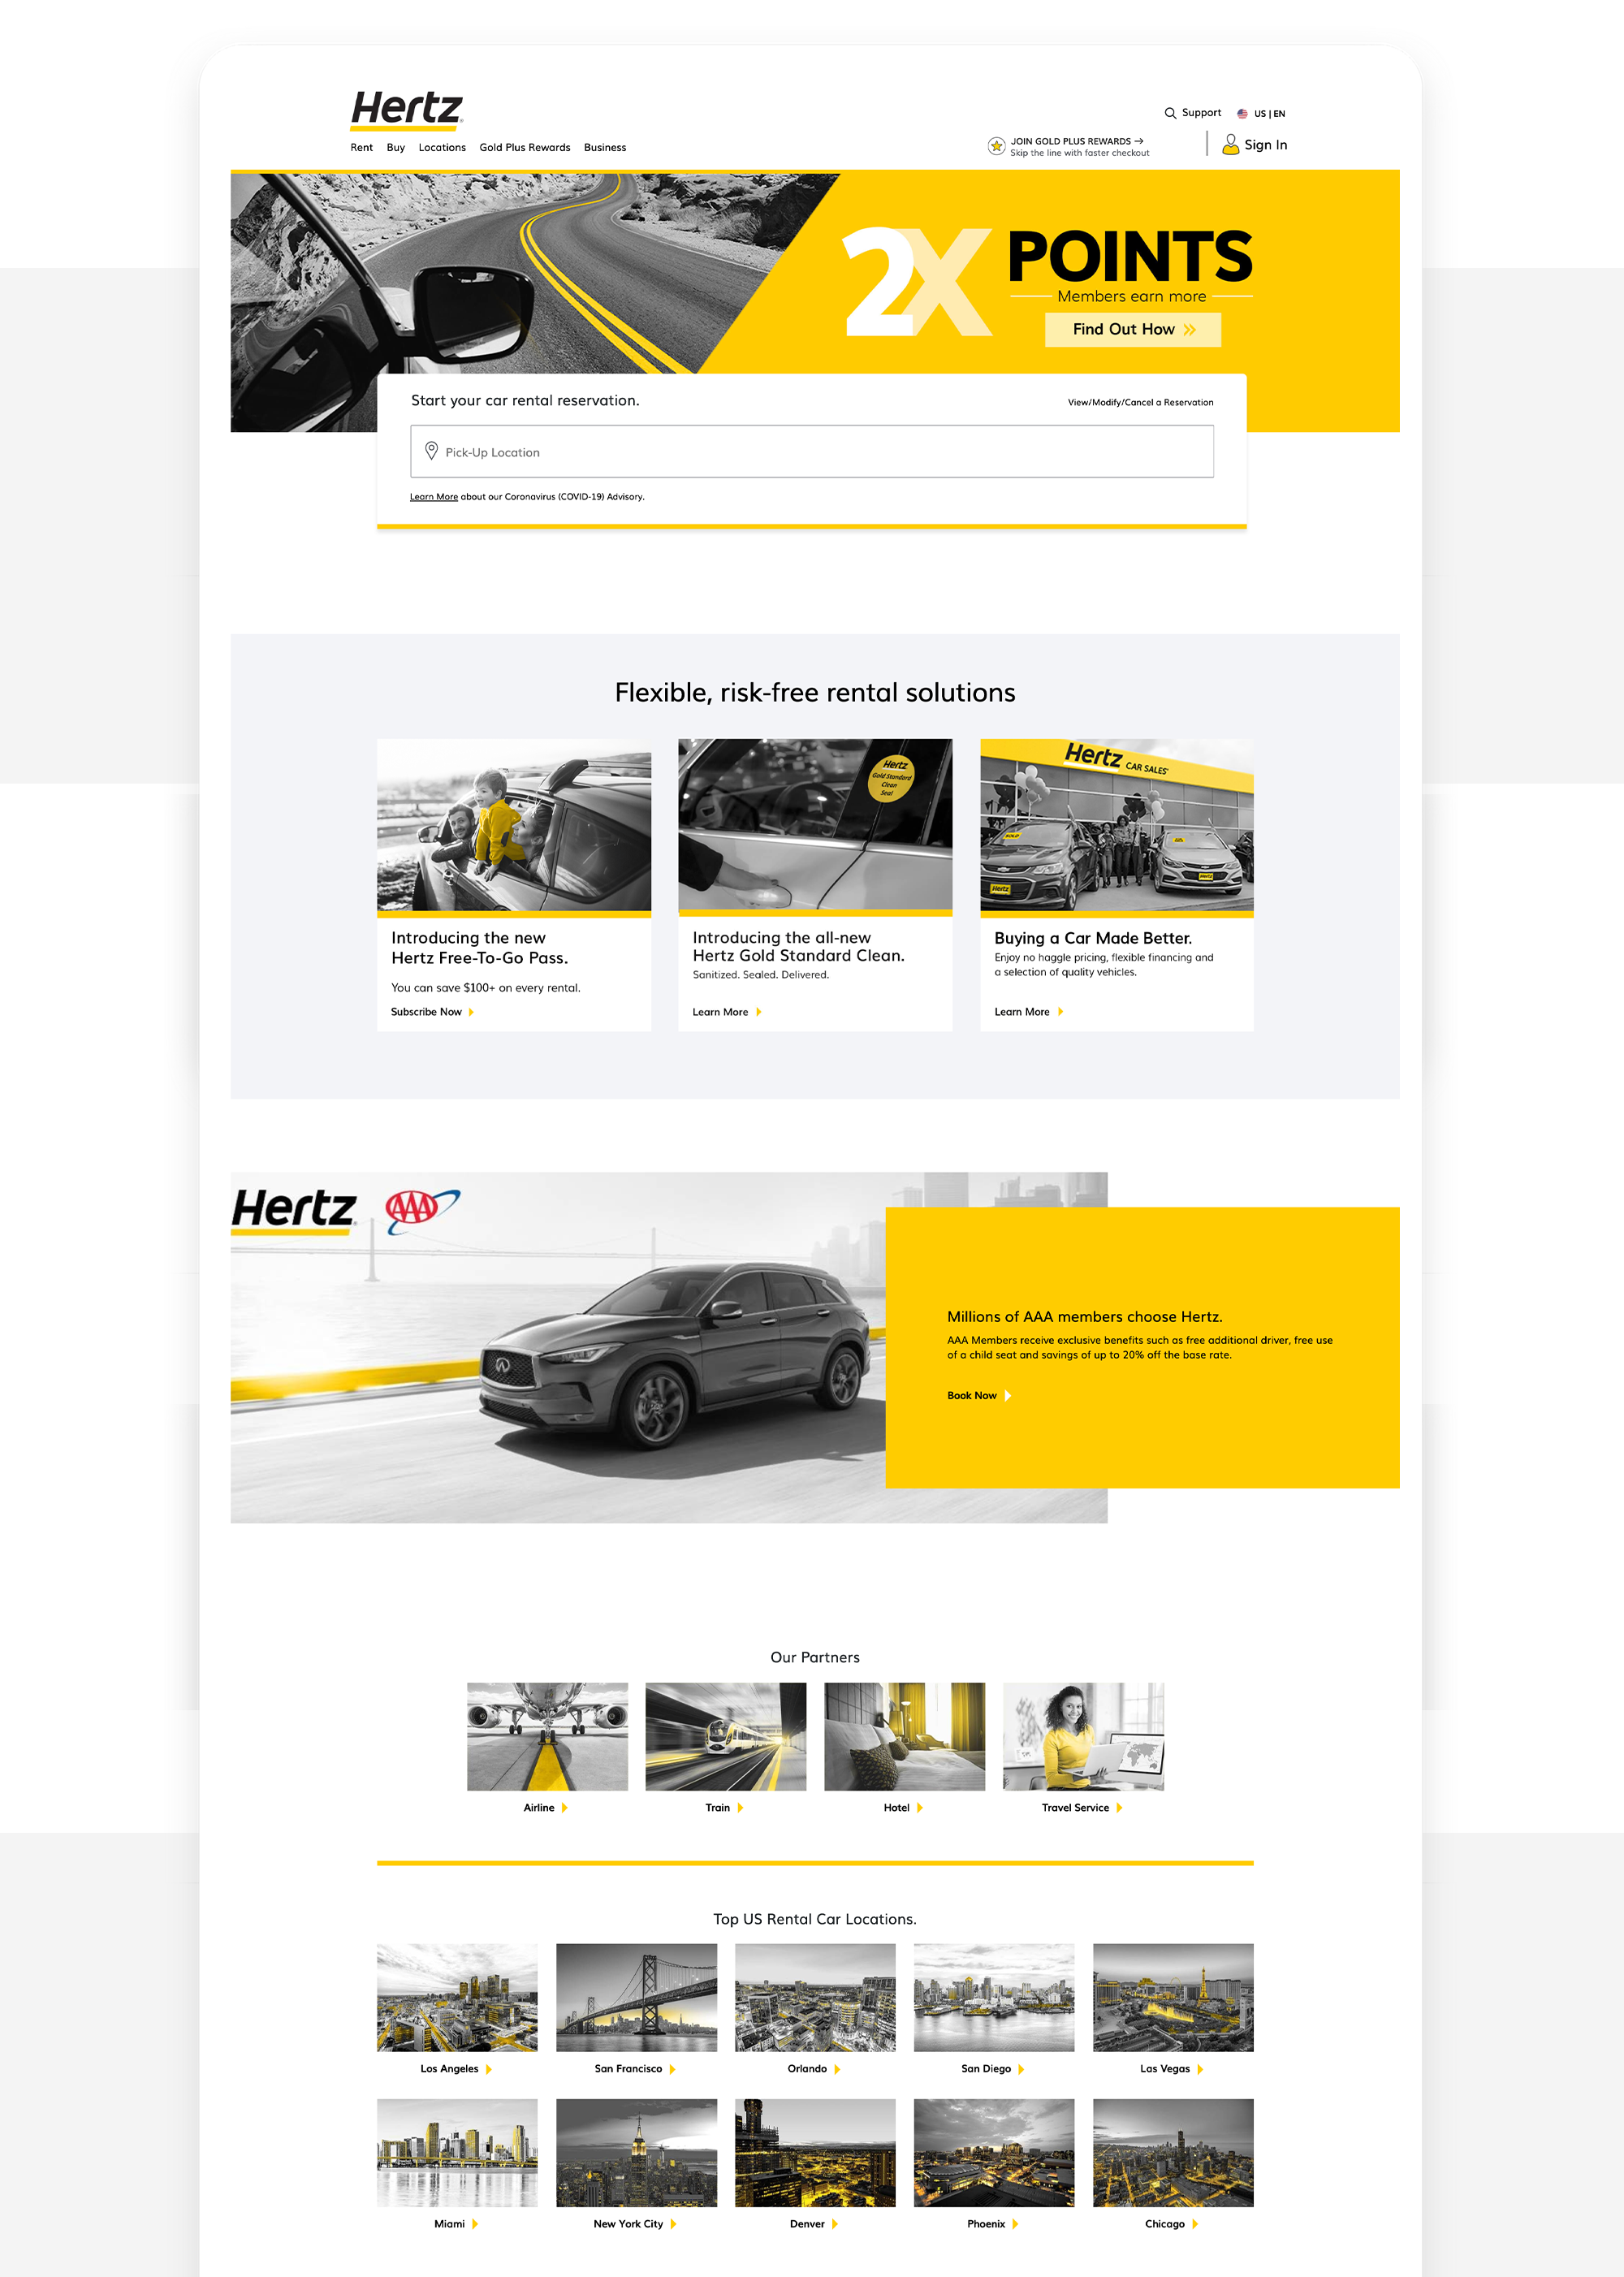 Hertz
Support
US | EN
Rent Buy Locations Gold Plus Rewards Business
JOIN GOLD PLUS REWARDS →
Skip the line with faster checkout
Sign In
2X POINTS
Members earn more
Find Out How
Start your car rental reservation.
View/Modify/Cancel a Reservation
Pick-Up Location
Learn More about our Coronavirus (COVID-19) Advisory.
Flexible, risk-free rental solutions
Introducing the new
Hertz Free-To-Go Pass.
You can save $100+ on every rental.
Subscribe Now
Hertz
Gold Standard
Clean
Seal
Introducing the all-new
Hertz Gold Standard Clean.
Sanitized. Sealed. Delivered.
Learn More
Hertz CAR SALES
SOLD
Hertz
Hertz
Buying a Car Made Better.
Enjoy no haggle pricing, flexible financing and
a selection of quality vehicles.
Learn More
Hertz
AAA
Millions of AAA members choose Hertz.
AAA Members receive exclusive benefits such as free additional driver, free use
of a child seat and savings of up to 20% off the base rate.
Book Now
Our Partners
Airline
Train
Hotel
Travel Service
Top US Rental Car Locations.
Los Angeles
San Francisco
Orlando
San Diego
Las Vegas
Miami
New York City
Denver
Phoenix
Chicago